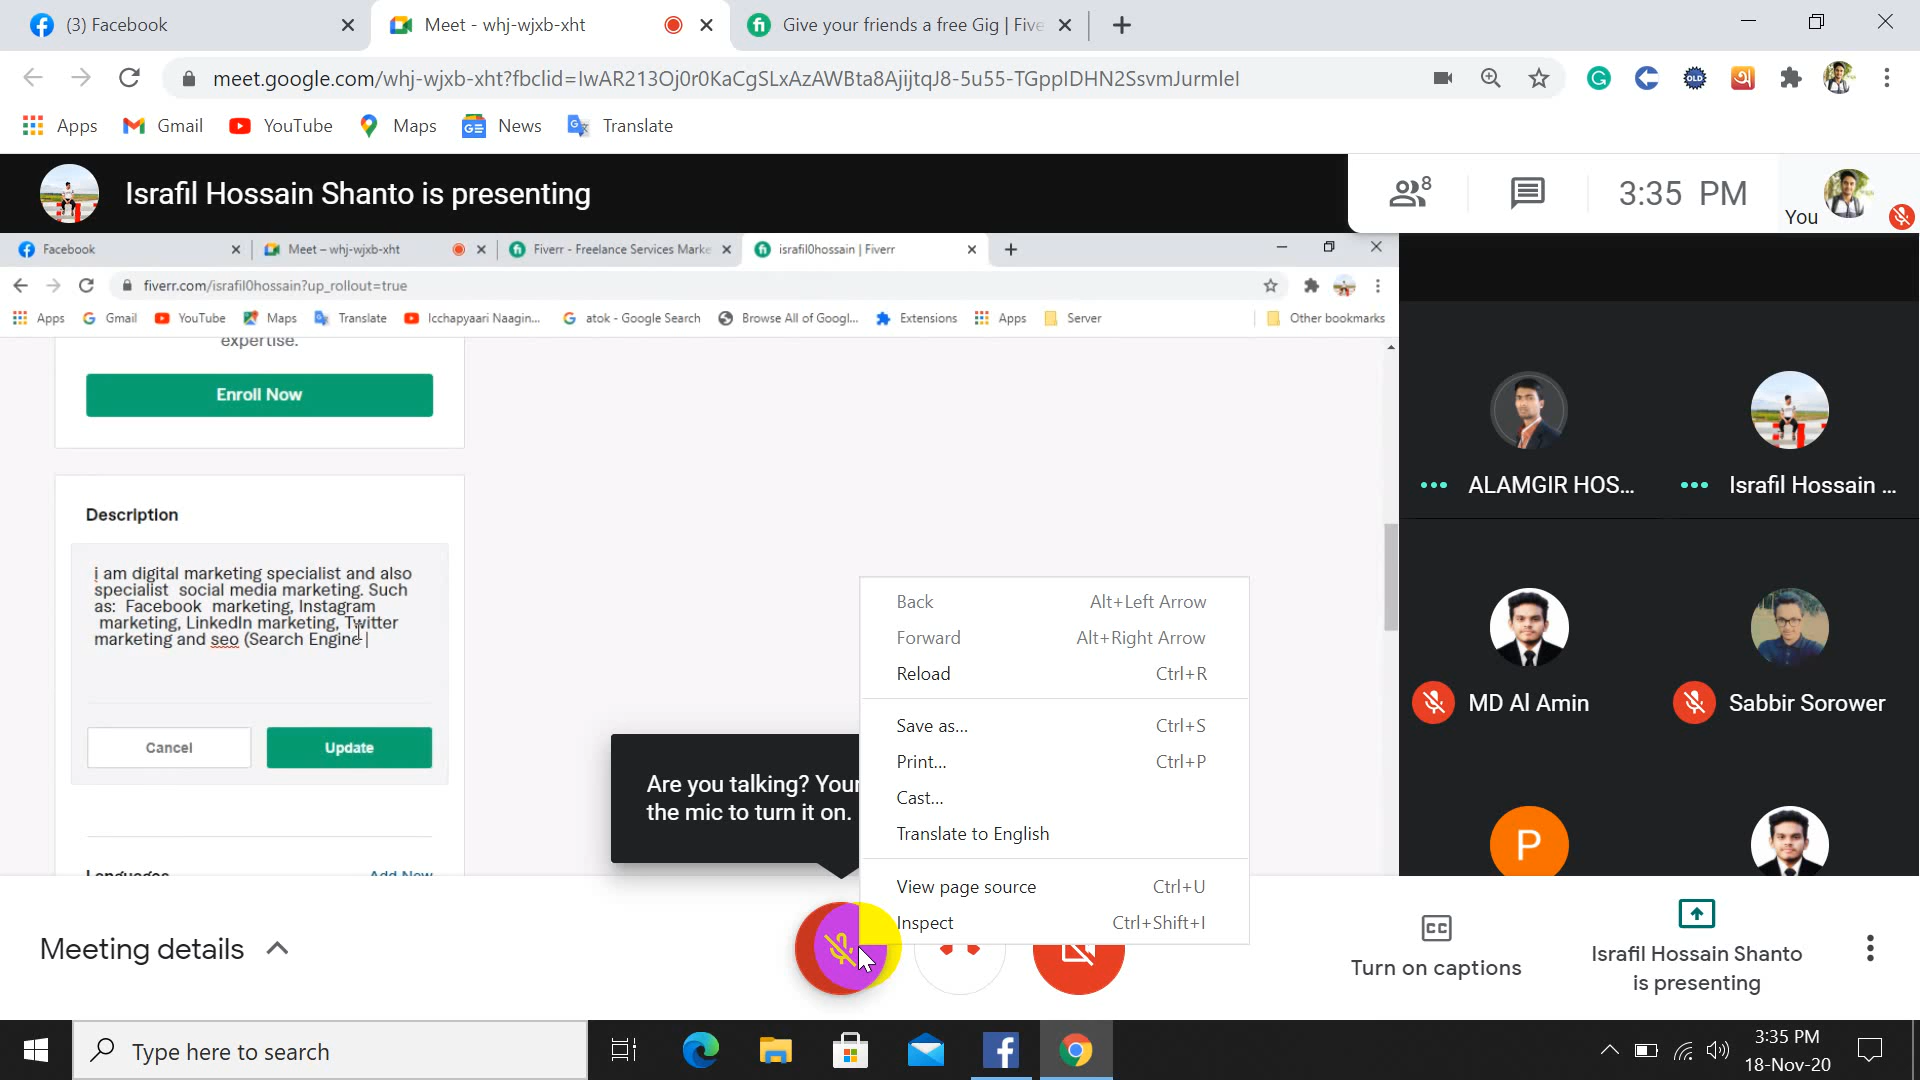 (3) Facebook
Meet - whj-wjxb-xht
Give your friends a free Gig | Five
meet.google.com/whj-wjxb-xht?fbclid=IwAR213Oj0r0KaCgSLxAzAWBta8AjijtqJ8-5u55-TGppIDHN2SsvmJurmleI
OLD
Apps
Gmail
YouTube
Maps
News
Translate
Israfil Hossain Shanto is presenting
8
3:35 PM
You
Facebook
Meet – whj-wjxb-xht
Fiverr - Freelance Services Marke
israfil0hossain | Fiverr
fiverr.com/israfil0hossain?up_rollout=true
Apps
Gmail
YouTube
Maps
Translate
Icchapyaari Naagin...
atok - Google Search
Browse All of Googl...
Extensions
Apps
Server
Other bookmarks
expertise.
Enroll Now
Description
i am digital marketing specialist and also
specialist social media marketing. Such
as: Facebook marketing, Instagram
marketing, LinkedIn marketing, Twitter
marketing and seo (Search Engine
Cancel
Update
Languages
Add New
Are you talking? Your
the mic to turn it on.
Back Alt+Left Arrow
Forward Alt+Right Arrow
Reload Ctrl+R
Save as... Ctrl+S
Print... Ctrl+P
Cast...
Translate to English
View page source Ctrl+U
Inspect Ctrl+Shift+I
ALAMGIR HOS...
Israfil Hossain ...
MD Al Amin
Sabbir Sorower
P
Meeting details
CC
Turn on captions
Israfil Hossain Shanto
is presenting
Type here to search
3:35 PM
18-Nov-20